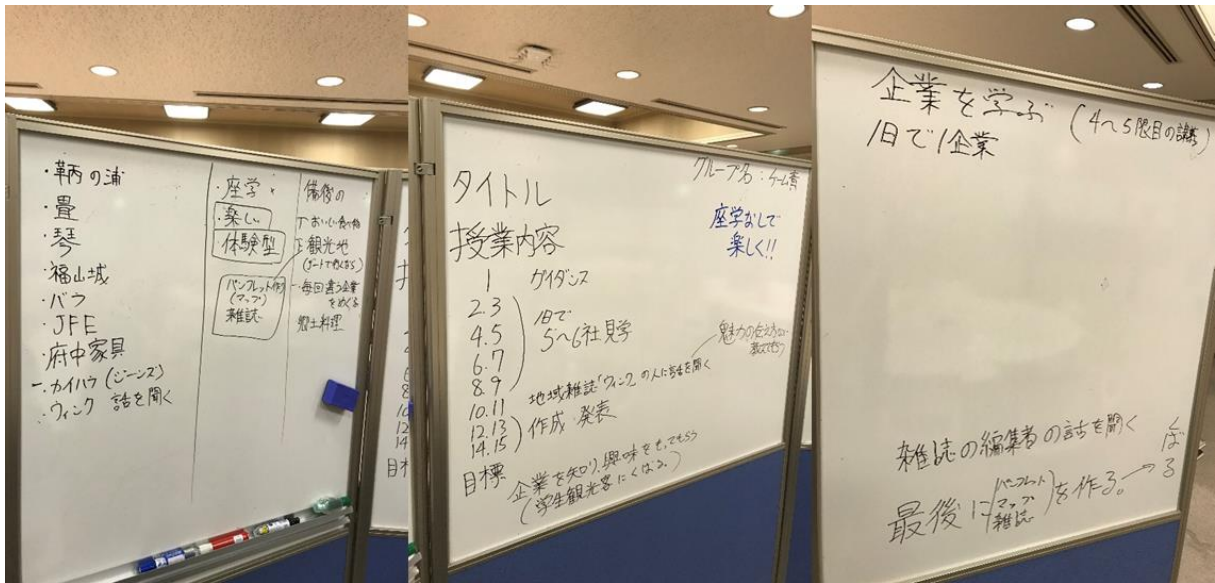 ・鞆の浦
・畳
・琴
・福山城
・バラ
・JFE
・府中家具
・カイハラ(ジーンズ)
・ウィンク 話を聞く
・座学×
・楽しい
体験型
パンフレット作り
(マップ)
雑誌
備後の
おいしい食べ物
観光地
毎回違う企業
をめぐる
郷土料理
グループ名:
タイトル
座学なしで
楽しく!!
授業内容
1 ガイダンス
2.3
4.5
6.7
8.9
1日で
5~6社見学
魅力の伝え方
10.11 地域雑誌「ウィンク」の人に話を聞く
12.13
14.15
作成・発表
目標 企業を知り、興味をもってもらう
(学生観光客にくばる。)
企業を学ぶ (4~5限目の講義)
1日で1企業
雑誌の編集者の話を聞く
最後に(パンフレット
マップ
雑誌)を作る。→くばる